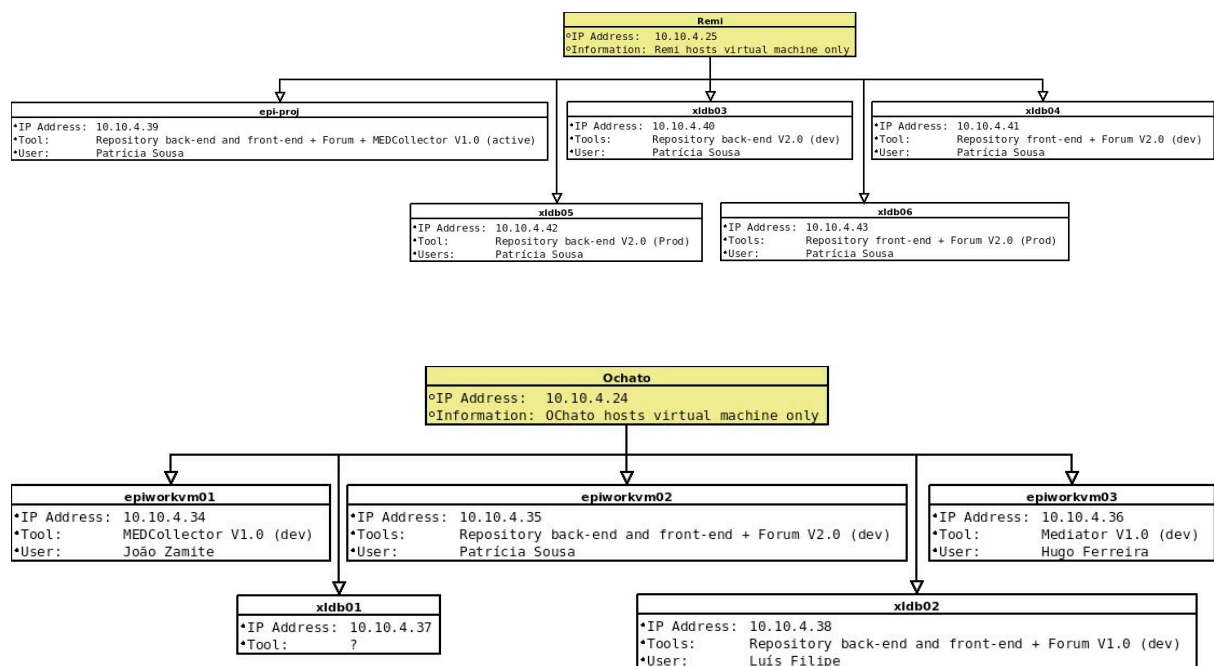 Remi
IP Address: 10.10.4.25
Information: Remi hosts virtual machine only
epi-proj
IP Address: 10.10.4.39
Tool: Repository back-end and front-end + Forum + MEDCollector V1.0 (active)
User: Patrícia Sousa
xldb03
IP Address: 10.10.4.40
Tools: Repository back-end V2.0 (dev)
User: Patrícia Sousa
xldb04
IP Address: 10.10.4.41
Tool: Repository front-end + Forum V2.0 (dev)
User: Patrícia Sousa
xldb05
IP Address: 10.10.4.42
Tool: Repository back-end V2.0 (Prod)
Users: Patrícia Sousa
xldb06
IP Address: 10.10.4.43
Tools: Repository front-end + Forum V2.0 (Prod)
User: Patrícia Sousa
Ochato
IP Address: 10.10.4.24
Information: OChato hosts virtual machine only
epiworkvm01
IP Address: 10.10.4.34
Tool: MEDCollector V1.0 (dev)
User: João Zamite
epiworkvm02
IP Address: 10.10.4.35
Tools: Repository back-end and front-end + Forum V2.0 (dev)
User: Patrícia Sousa
epiworkvm03
IP Address: 10.10.4.36
Tool: Mediator V1.0 (dev)
User: Hugo Ferreira
xldb01
IP Address: 10.10.4.37
Tool: ?
xldb02
IP Address: 10.10.4.38
Tools: Repository back-end and front-end + Forum V1.0 (dev)
User: Luís Filipe